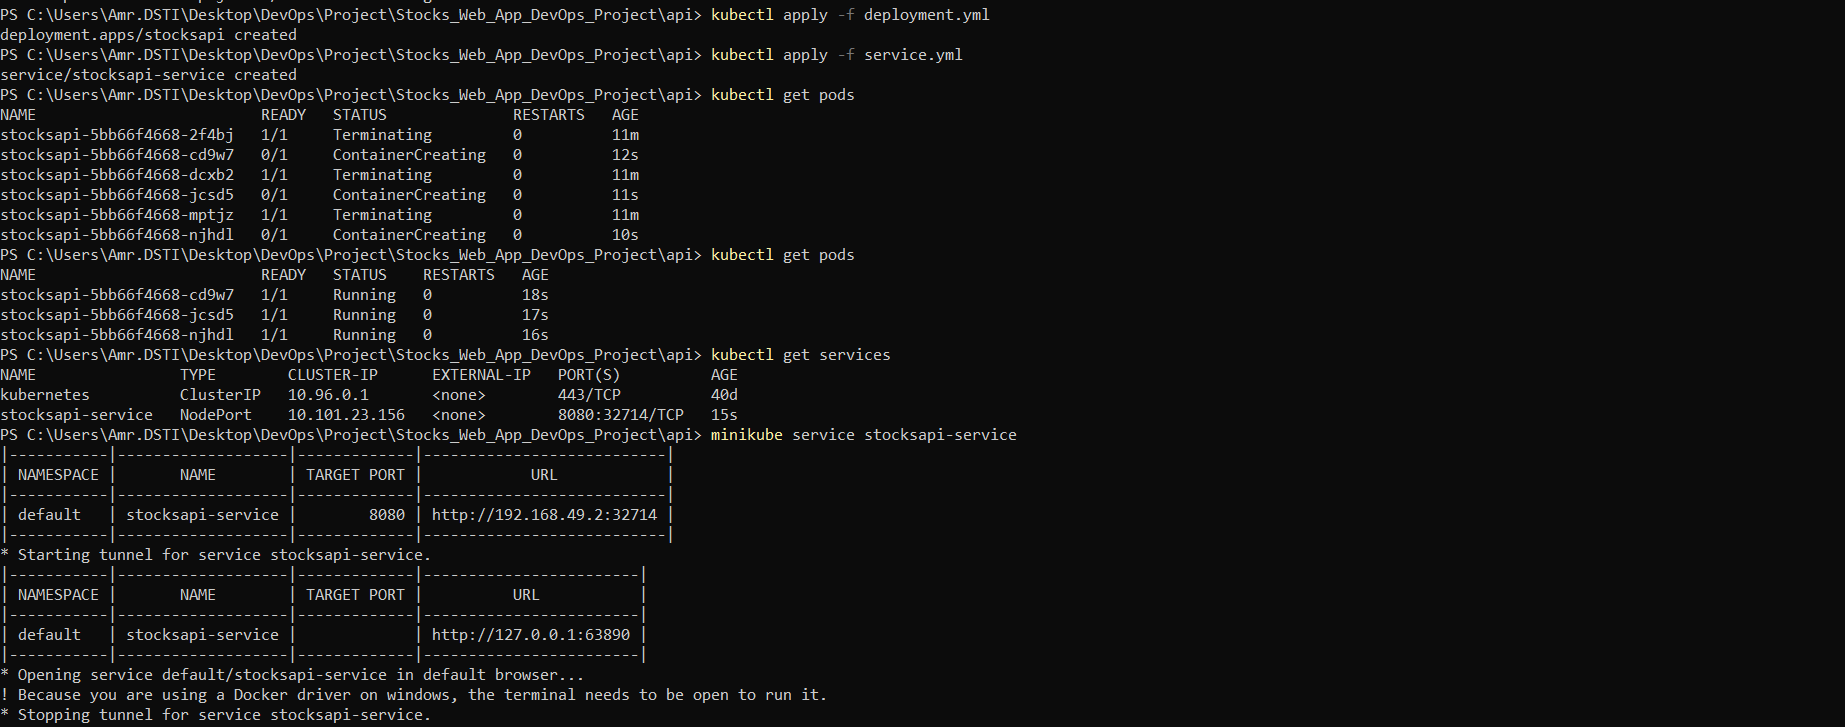 PS C:\Users\Amr.DSTI\Desktop\DevOps\Project\Stocks_Web_App_DevOps_Project\api> kubectl apply -f deployment.yml
deployment.apps/stocksapi created
PS C:\Users\Amr.DSTI\Desktop\DevOps\Project\Stocks_Web_App_DevOps_Project\api> kubectl apply -f service.yml
service/stocksapi-service created
PS C:\Users\Amr.DSTI\Desktop\DevOps\Project\Stocks_Web_App_DevOps_Project\api> kubectl get pods
NAME                         READY   STATUS              RESTARTS   AGE
stocksapi-5bb66f4668-2f4bj   1/1     Terminating         0          11m
stocksapi-5bb66f4668-cd9w7   0/1     ContainerCreating   0          12s
stocksapi-5bb66f4668-dcxb2   1/1     Terminating         0          11m
stocksapi-5bb66f4668-jcsd5   0/1     ContainerCreating   0          11s
stocksapi-5bb66f4668-mptjz   1/1     Terminating         0          11m
stocksapi-5bb66f4668-njhdl   0/1     ContainerCreating   0          10s
PS C:\Users\Amr.DSTI\Desktop\DevOps\Project\Stocks_Web_App_DevOps_Project\api> kubectl get pods
NAME                         READY   STATUS    RESTARTS   AGE
stocksapi-5bb66f4668-cd9w7   1/1     Running   0          18s
stocksapi-5bb66f4668-jcsd5   1/1     Running   0          17s
stocksapi-5bb66f4668-njhdl   1/1     Running   0          16s
PS C:\Users\Amr.DSTI\Desktop\DevOps\Project\Stocks_Web_App_DevOps_Project\api> kubectl get services
NAME                TYPE        CLUSTER-IP      EXTERNAL-IP   PORT(S)          AGE
kubernetes          ClusterIP   10.96.0.1       <none>        443/TCP          40d
stocksapi-service   NodePort    10.101.23.156   <none>        8080:32714/TCP   15s
PS C:\Users\Amr.DSTI\Desktop\DevOps\Project\Stocks_Web_App_DevOps_Project\api> minikube service stocksapi-service
|-----------|-------------------|-------------|---------------------------|
| NAMESPACE |       NAME        | TARGET PORT |            URL            |
|-----------|-------------------|-------------|---------------------------|
| default   | stocksapi-service |        8080 | http://192.168.49.2:32714 |
|-----------|-------------------|-------------|---------------------------|
* Starting tunnel for service stocksapi-service.
|-----------|-------------------|-------------|------------------------|
| NAMESPACE |       NAME        | TARGET PORT |          URL           |
|-----------|-------------------|-------------|------------------------|
| default   | stocksapi-service |             | http://127.0.0.1:63890 |
|-----------|-------------------|-------------|------------------------|
* Opening service default/stocksapi-service in default browser...
! Because you are using a Docker driver on windows, the terminal needs to be open to run it.
* Stopping tunnel for service stocksapi-service.